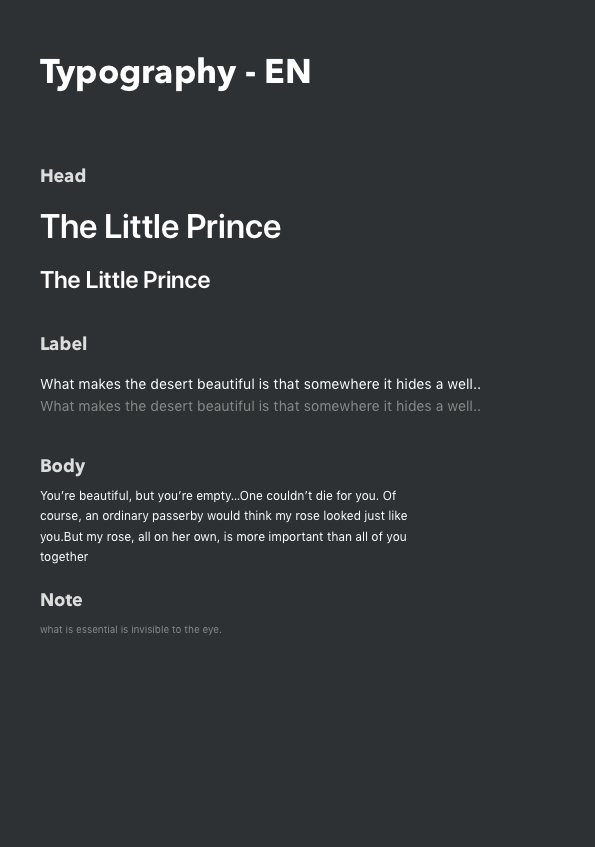 Typography - EN
Head
The Little Prince
The Little Prince
Label
What makes the desert beautiful is that somewhere it hides a well..
What makes the desert beautiful is that somewhere it hides a well..
Body
You’re beautiful, but you’re empty...One couldn’t die for you. Of
course, an ordinary passerby would think my rose looked just like
you.But my rose, all on her own, is more important than all of you
together
Note
what is essential is invisible to the eye.